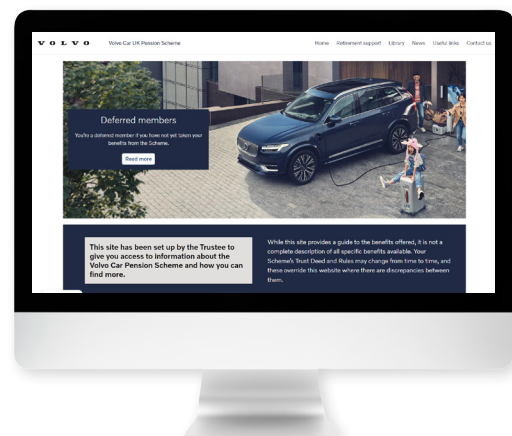 VOLVO Volvo Car UK Pension Scheme Home Retirement support Library News Useful links Contact us
Deferred members
You're a deferred member if you have not yet taken your
benefits from the Scheme.
Read more
This site has been set up by the Trustee to
give you access to information about the
Volvo Car Pension Scheme and how you can
find more.
While this site provides a guide to the benefits offered, it is not a
complete description of all specific benefits available. Your
Scheme's Trust Deed and Rules may change from time to time, and
these override this website where there are discrepancies between
them.